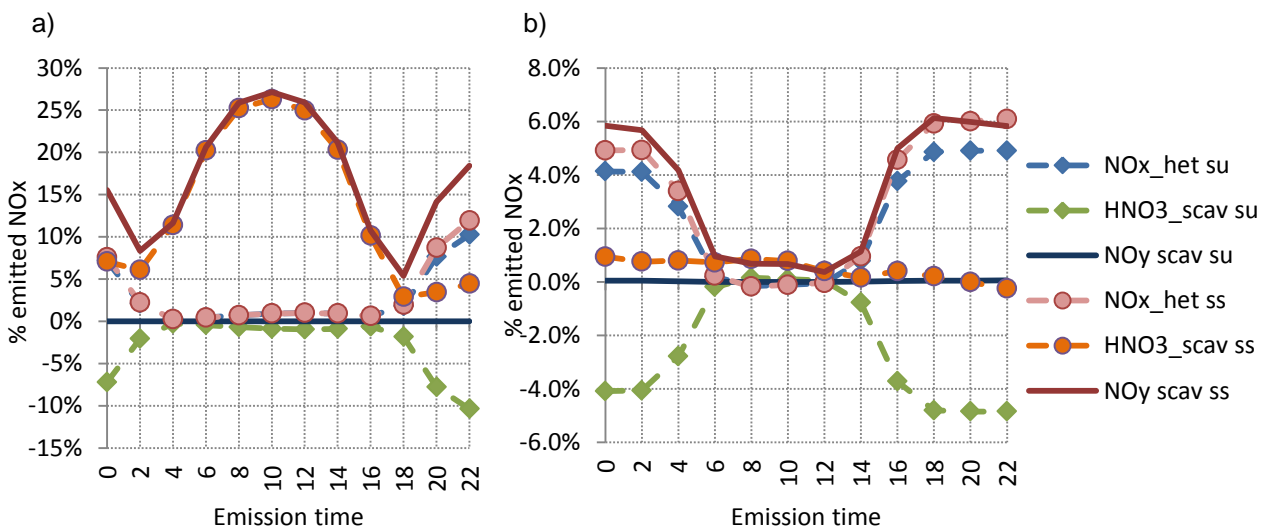 a)
30%
25%
20%
15%
10%
5%
0%
-5%
-10%
-15%
% emitted NOx
0 2 4 6 8 10 12 14 16 18 20 22
Emission time
b)
8.0%
6.0%
4.0%
2.0%
0.0%
-2.0%
-4.0%
-6.0%
% emitted NOx
0 2 4 6 8 10 12 14 16 18 20 22
Emission time
NOx_het su
HNO3_scav su
NOy scav su
NOx_het ss
HNO3_scav ss
NOy scav ss